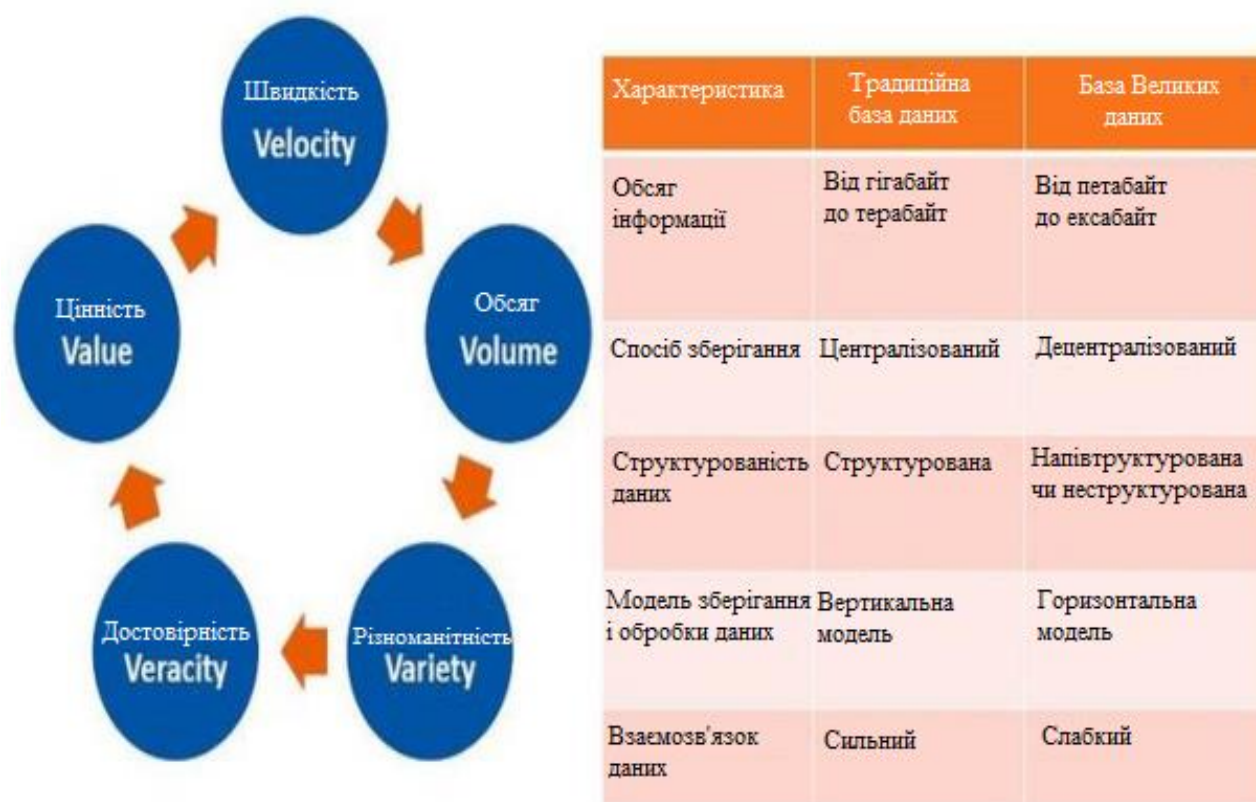 Швидкість
Velocity
Обсяг
Volume
Різноманітність
Variety
Достовірність
Veracity
Цінність
Value
Характеристика
Традиційна
база даних
База Великих
даних
Обсяг
інформації
Від гігабайт
до терабайт
Від петабайт
до ексабайт
Спосіб зберігання
Централізований
Децентралізований
Структурованість
даних
Структурована
Напівтруктурована
чи неструктурована
Модель зберігання
і обробки даних
Вертикальна
модель
Горизонтальна
модель
Взаємозв'язок
даних
Сильний
Слабкий